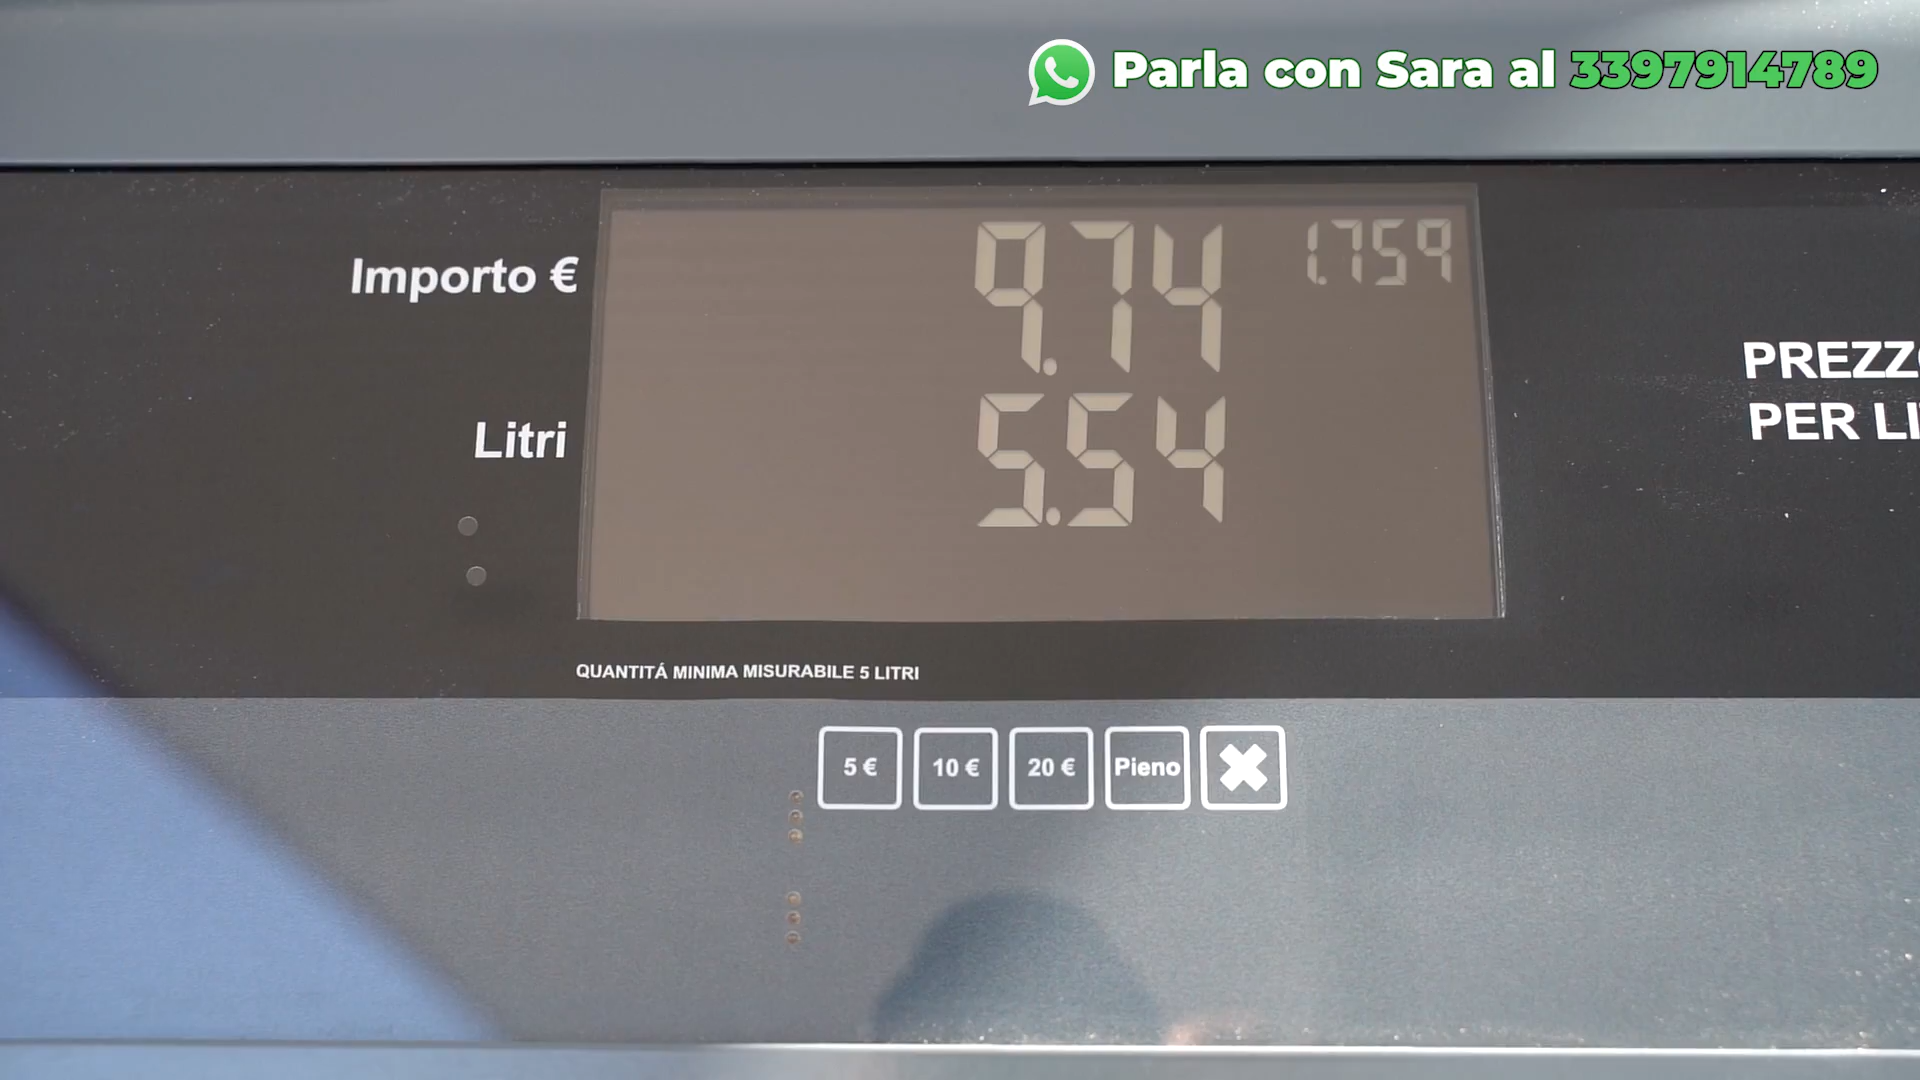 Parla con Sara al 3397914789
Importo € 9.74 1.759
Litri 5.54
PREZZO
PER LI
QUANTITÁ MINIMA MISURABILE 5 LITRI
5 € 10 € 20 € Pieno